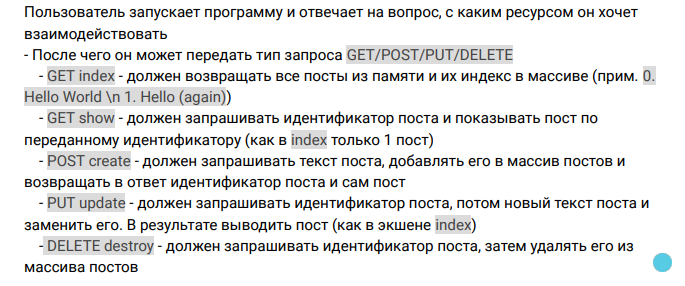 Пользователь запускает программу и отвечает на вопрос, с каким ресурсом он хочет
взаимодействовать
- После чего он может передать тип запроса GET/POST/PUT/DELETE
- GET index - должен возвращать все посты из памяти и их индекс в массиве (прим. 0.
Hello World \n 1. Hello (again))
- GET show - должен запрашивать идентификатор поста и показывать пост по
переданному идентификатору (как в index только 1 пост)
- POST create - должен запрашивать текст поста, добавлять его в массив постов и
возвращать в ответ идентификатор поста и сам пост
- PUT update - должен запрашивать идентификатор поста, потом новый текст поста и
заменить его. В результате выводить пост (как в экшене index)
- DELETE destroy - должен запрашивать идентификатор поста, затем удалять его из
массива постов